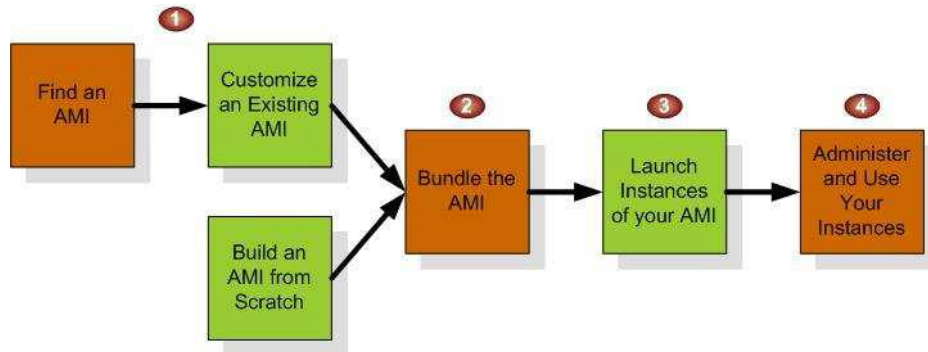 1
Find an
AMI
Customize
an Existing
AMI
Build an
AMI from
Scratch
2
Bundle the
AMI
3
Launch
Instances
of your AMI
4
Administer
and Use
Your
Instances